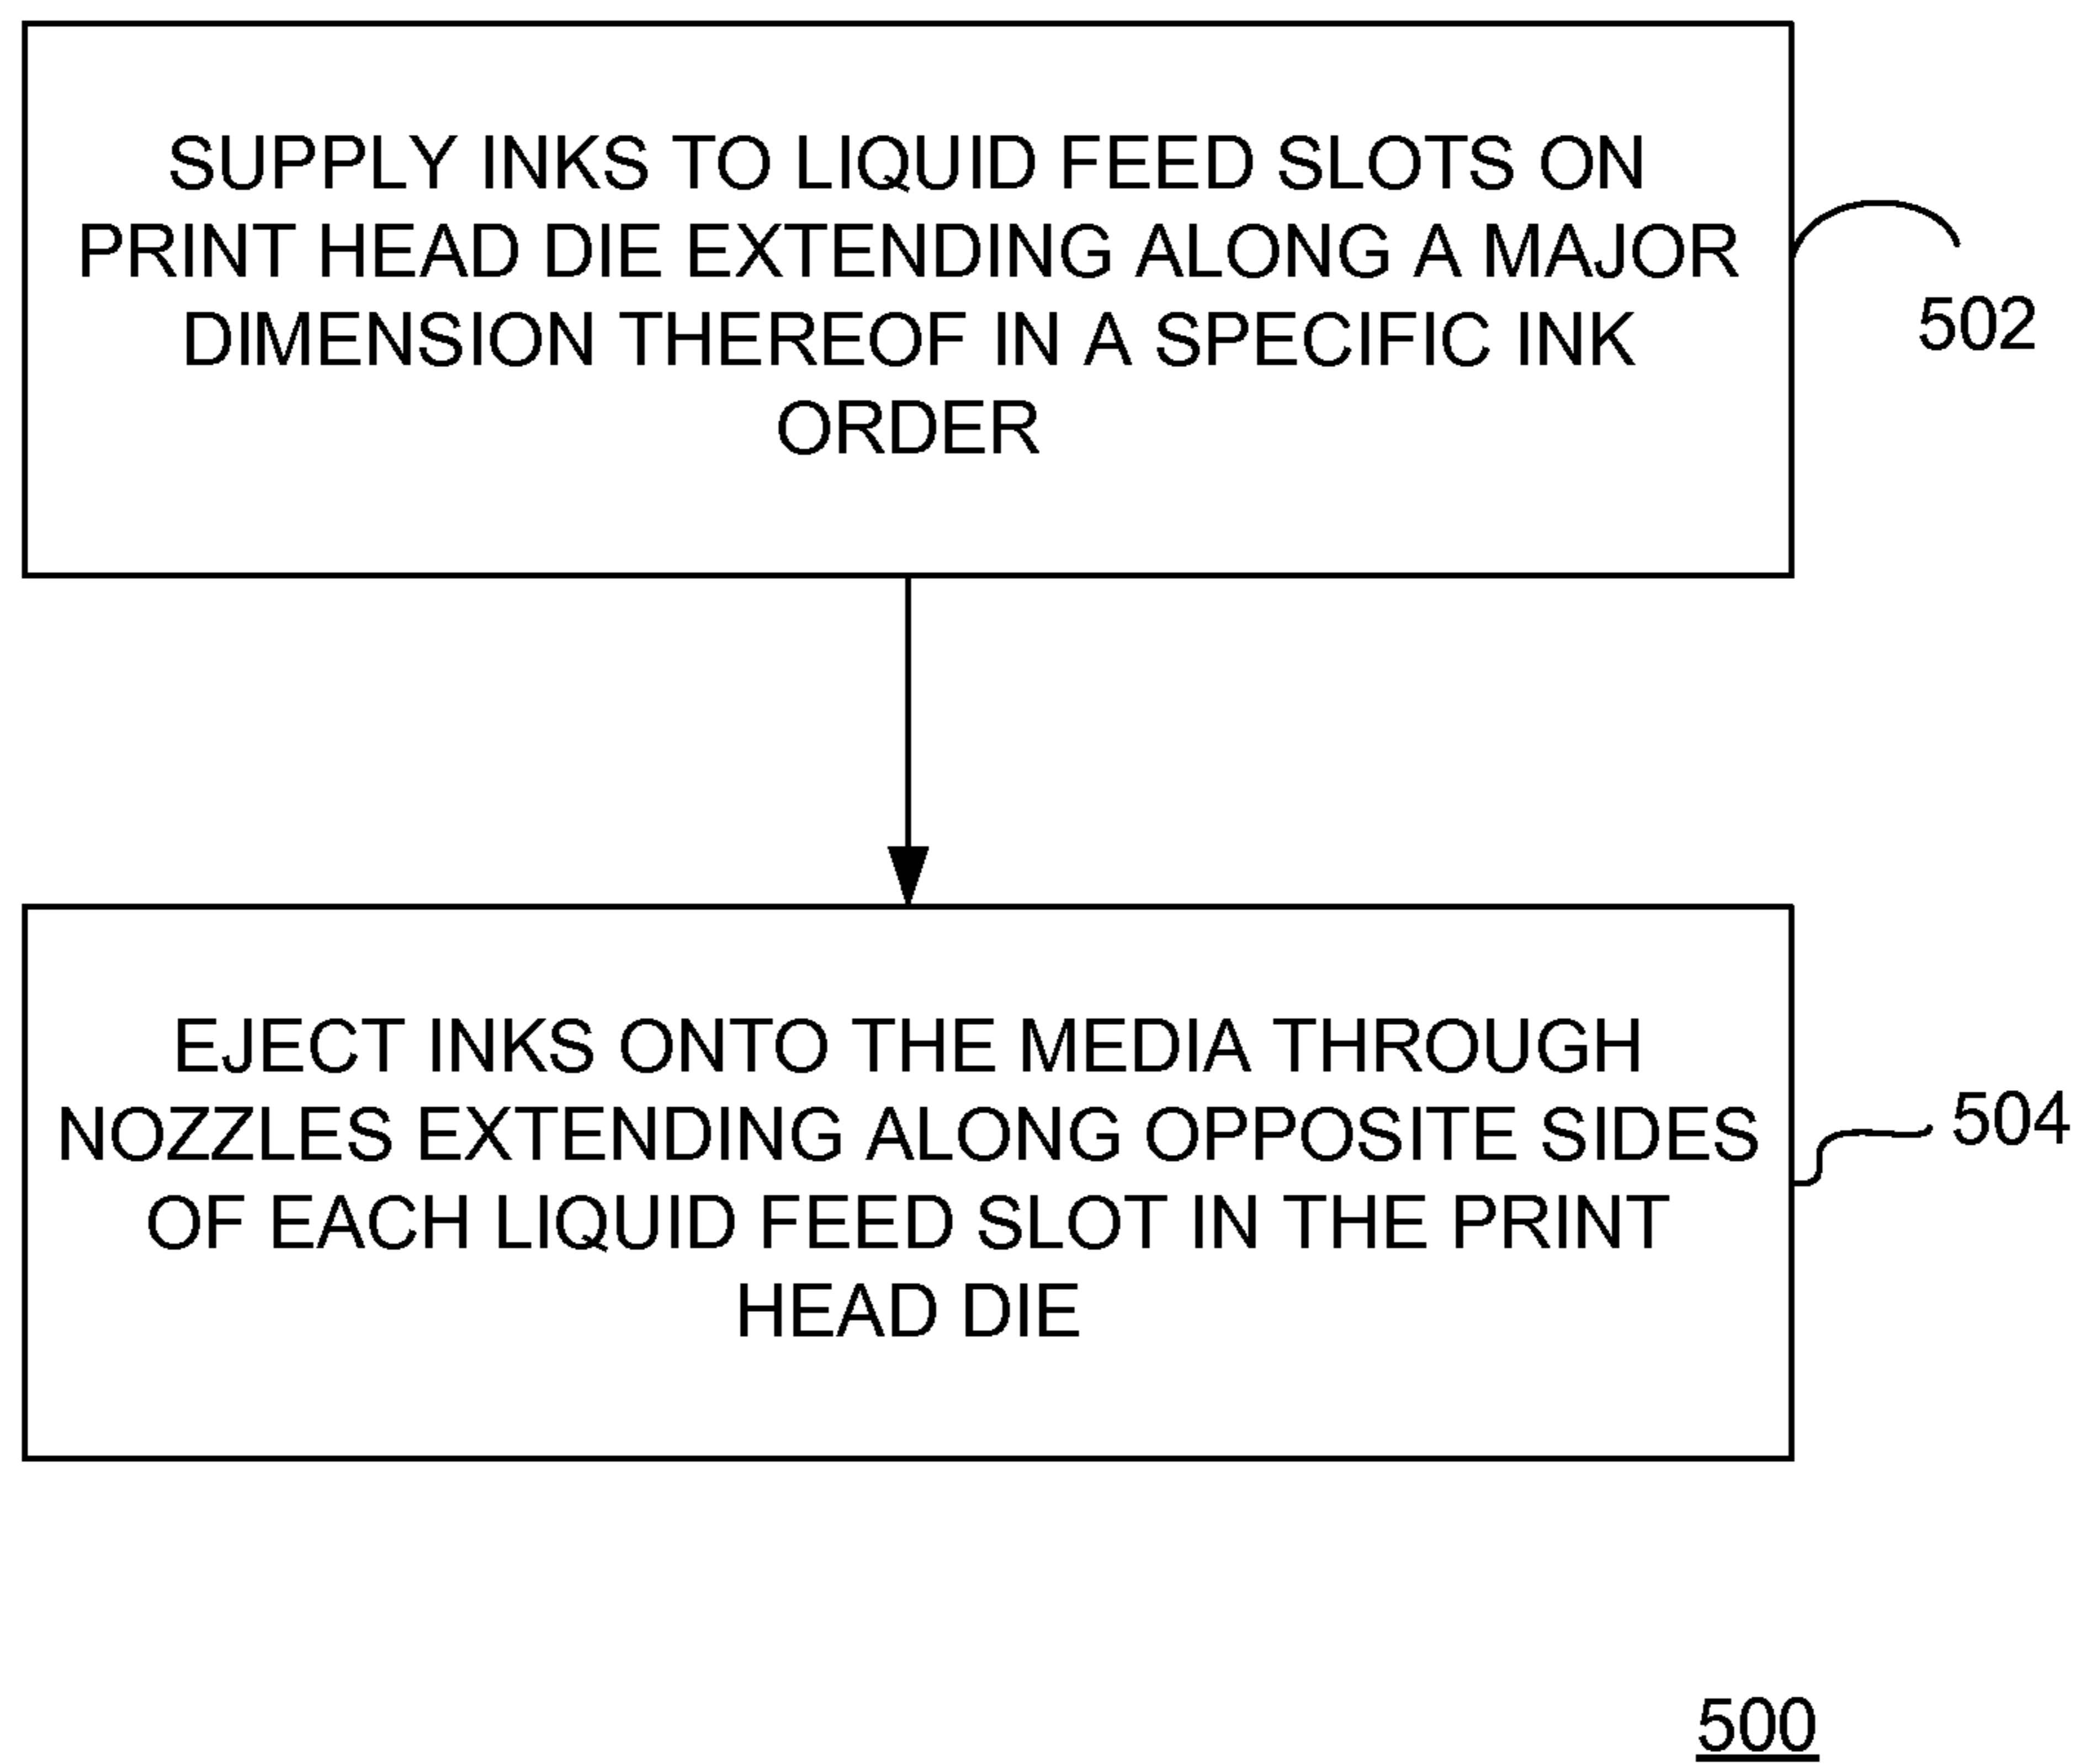 SUPPLY INKS TO LIQUID FEED SLOTS ON
PRINT HEAD DIE EXTENDING ALONG A MAJOR
DIMENSION THEREOF IN A SPECIFIC INK
ORDER
502
EJECT INKS ONTO THE MEDIA THROUGH
NOZZLES EXTENDING ALONG OPPOSITE SIDES
OF EACH LIQUID FEED SLOT IN THE PRINT
HEAD DIE
504
500